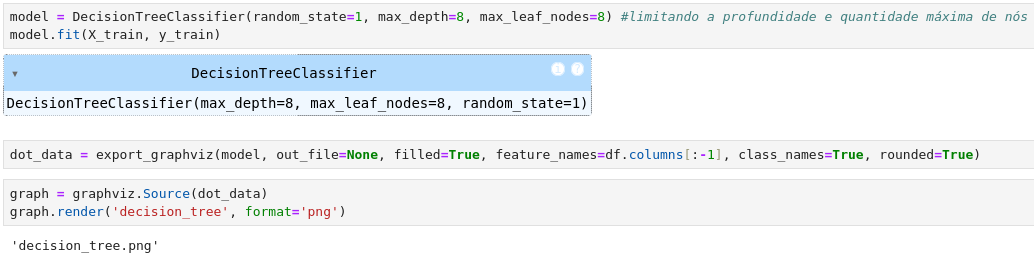 model = DecisionTreeClassifier(random_state=1, max_depth=8, max_leaf_nodes=8) #limitando a profundidade e quantidade máxima de nós
model.fit(X_train, y_train)
▾ DecisionTreeClassifier i ?
DecisionTreeClassifier(max_depth=8, max_leaf_nodes=8, random_state=1)
dot_data = export_graphviz(model, out_file=None, filled=True, feature_names=df.columns[:-1], class_names=True, rounded=True)
graph = graphviz.Source(dot_data)
graph.render('decision_tree', format='png')
'decision_tree.png'